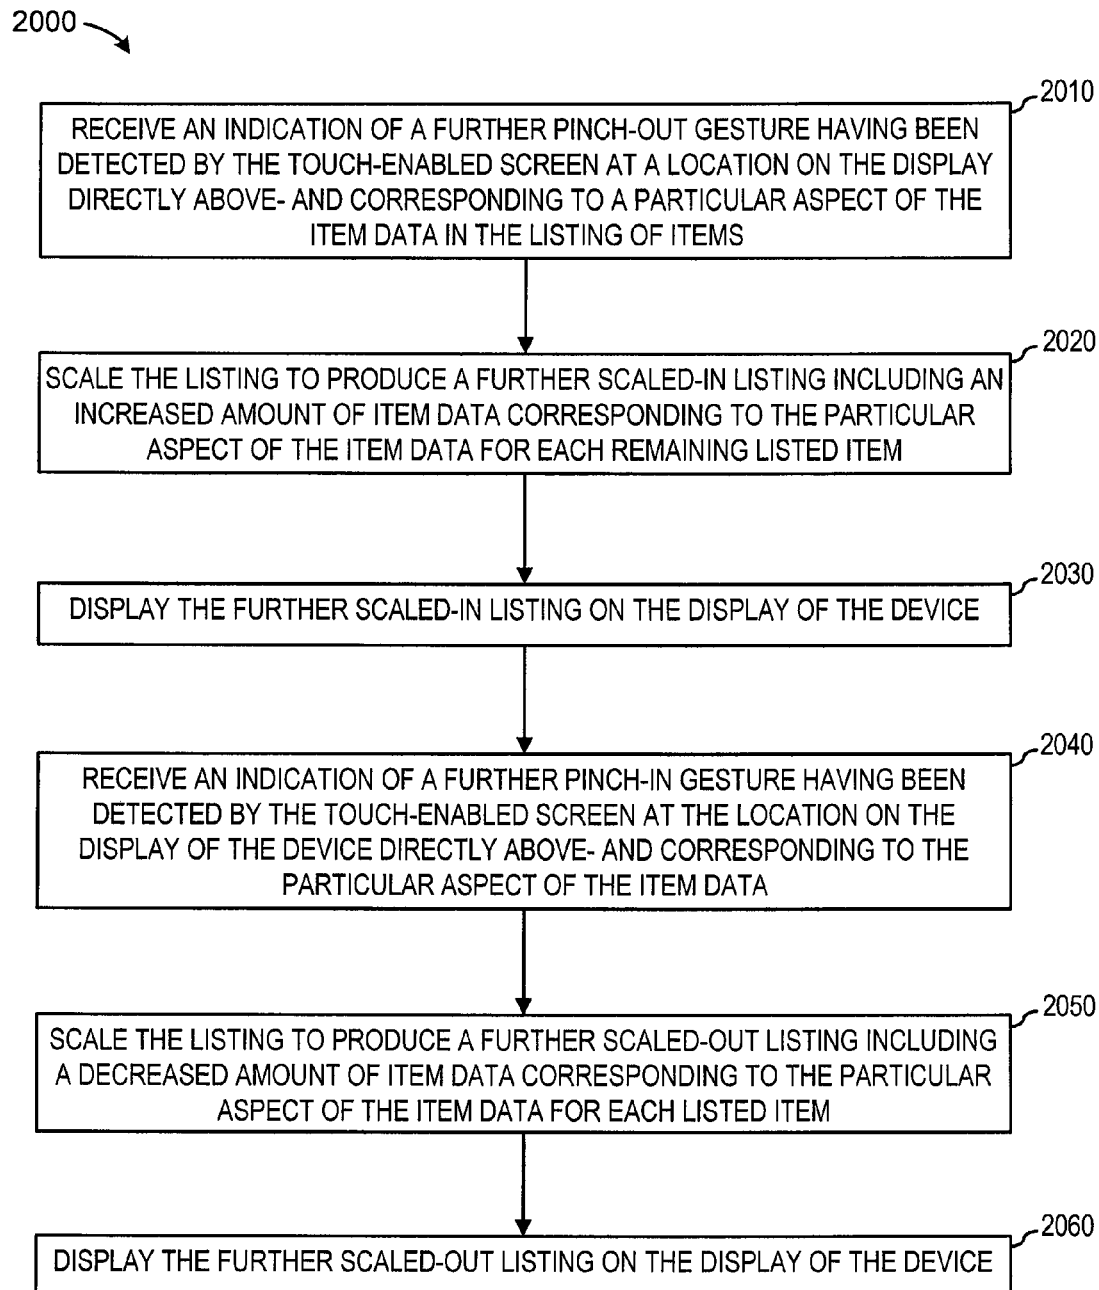 2000
2010
RECEIVE AN INDICATION OF A FURTHER PINCH-OUT GESTURE HAVING BEEN
DETECTED BY THE TOUCH-ENABLED SCREEN AT A LOCATION ON THE DISPLAY
DIRECTLY ABOVE- AND CORRESPONDING TO A PARTICULAR ASPECT OF THE
ITEM DATA IN THE LISTING OF ITEMS
2020
SCALE THE LISTING TO PRODUCE A FURTHER SCALED-IN LISTING INCLUDING AN
INCREASED AMOUNT OF ITEM DATA CORRESPONDING TO THE PARTICULAR
ASPECT OF THE ITEM DATA FOR EACH REMAINING LISTED ITEM
2030
DISPLAY THE FURTHER SCALED-IN LISTING ON THE DISPLAY OF THE DEVICE
2040
RECEIVE AN INDICATION OF A FURTHER PINCH-IN GESTURE HAVING BEEN
DETECTED BY THE TOUCH-ENABLED SCREEN AT THE LOCATION ON THE
DISPLAY OF THE DEVICE DIRECTLY ABOVE- AND CORRESPONDING TO THE
PARTICULAR ASPECT OF THE ITEM DATA
2050
SCALE THE LISTING TO PRODUCE A FURTHER SCALED-OUT LISTING INCLUDING
A DECREASED AMOUNT OF ITEM DATA CORRESPONDING TO THE PARTICULAR
ASPECT OF THE ITEM DATA FOR EACH LISTED ITEM
2060
DISPLAY THE FURTHER SCALED-OUT LISTING ON THE DISPLAY OF THE DEVICE